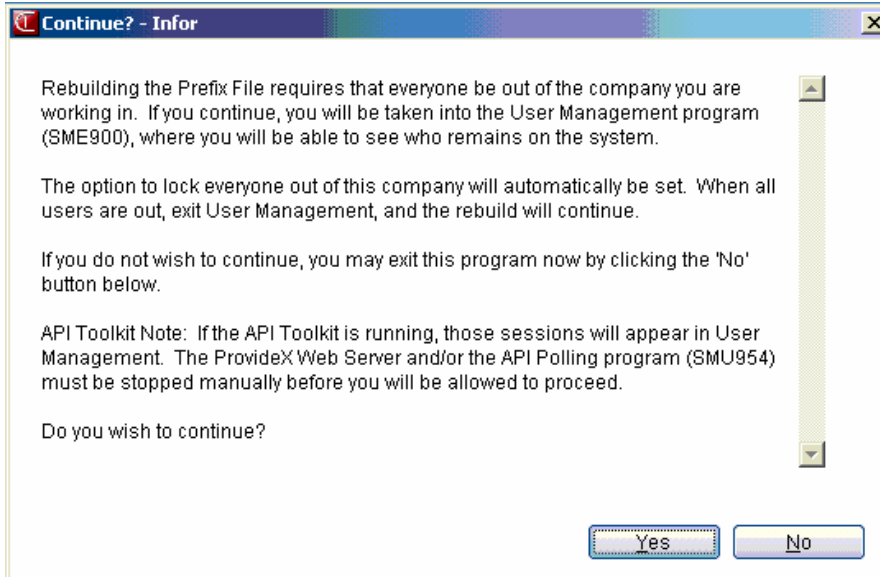 Continue? - Infor
Rebuilding the Prefix File requires that everyone be out of the company you are
working in.  If you continue, you will be taken into the User Management program
(SME900), where you will be able to see who remains on the system.
The option to lock everyone out of this company will automatically be set.  When all
users are out, exit User Management, and the rebuild will continue.
If you do not wish to continue, you may exit this program now by clicking the 'No'
button below.
API Toolkit Note:  If the API Toolkit is running, those sessions will appear in User
Management.  The ProvideX Web Server and/or the API Polling program (SMU954)
must be stopped manually before you will be allowed to proceed.
Do you wish to continue?
Yes
No